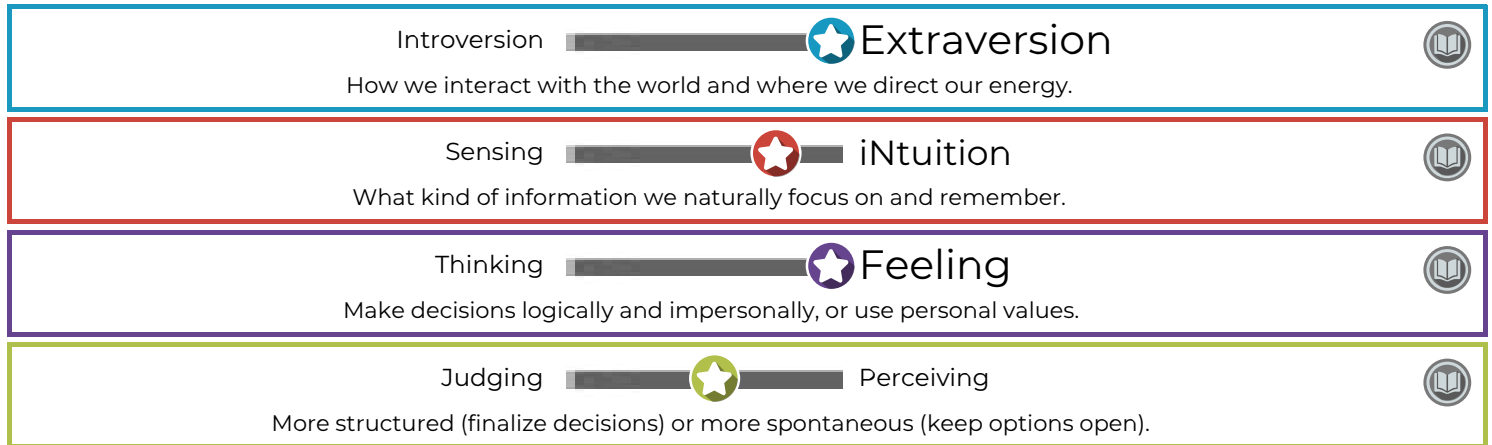 Introversion Extraversion
How we interact with the world and where we direct our energy.
Sensing iNtuition
What kind of information we naturally focus on and remember.
Thinking Feeling
Make decisions logically and impersonally, or use personal values.
Judging Perceiving
More structured (finalize decisions) or more spontaneous (keep options open).